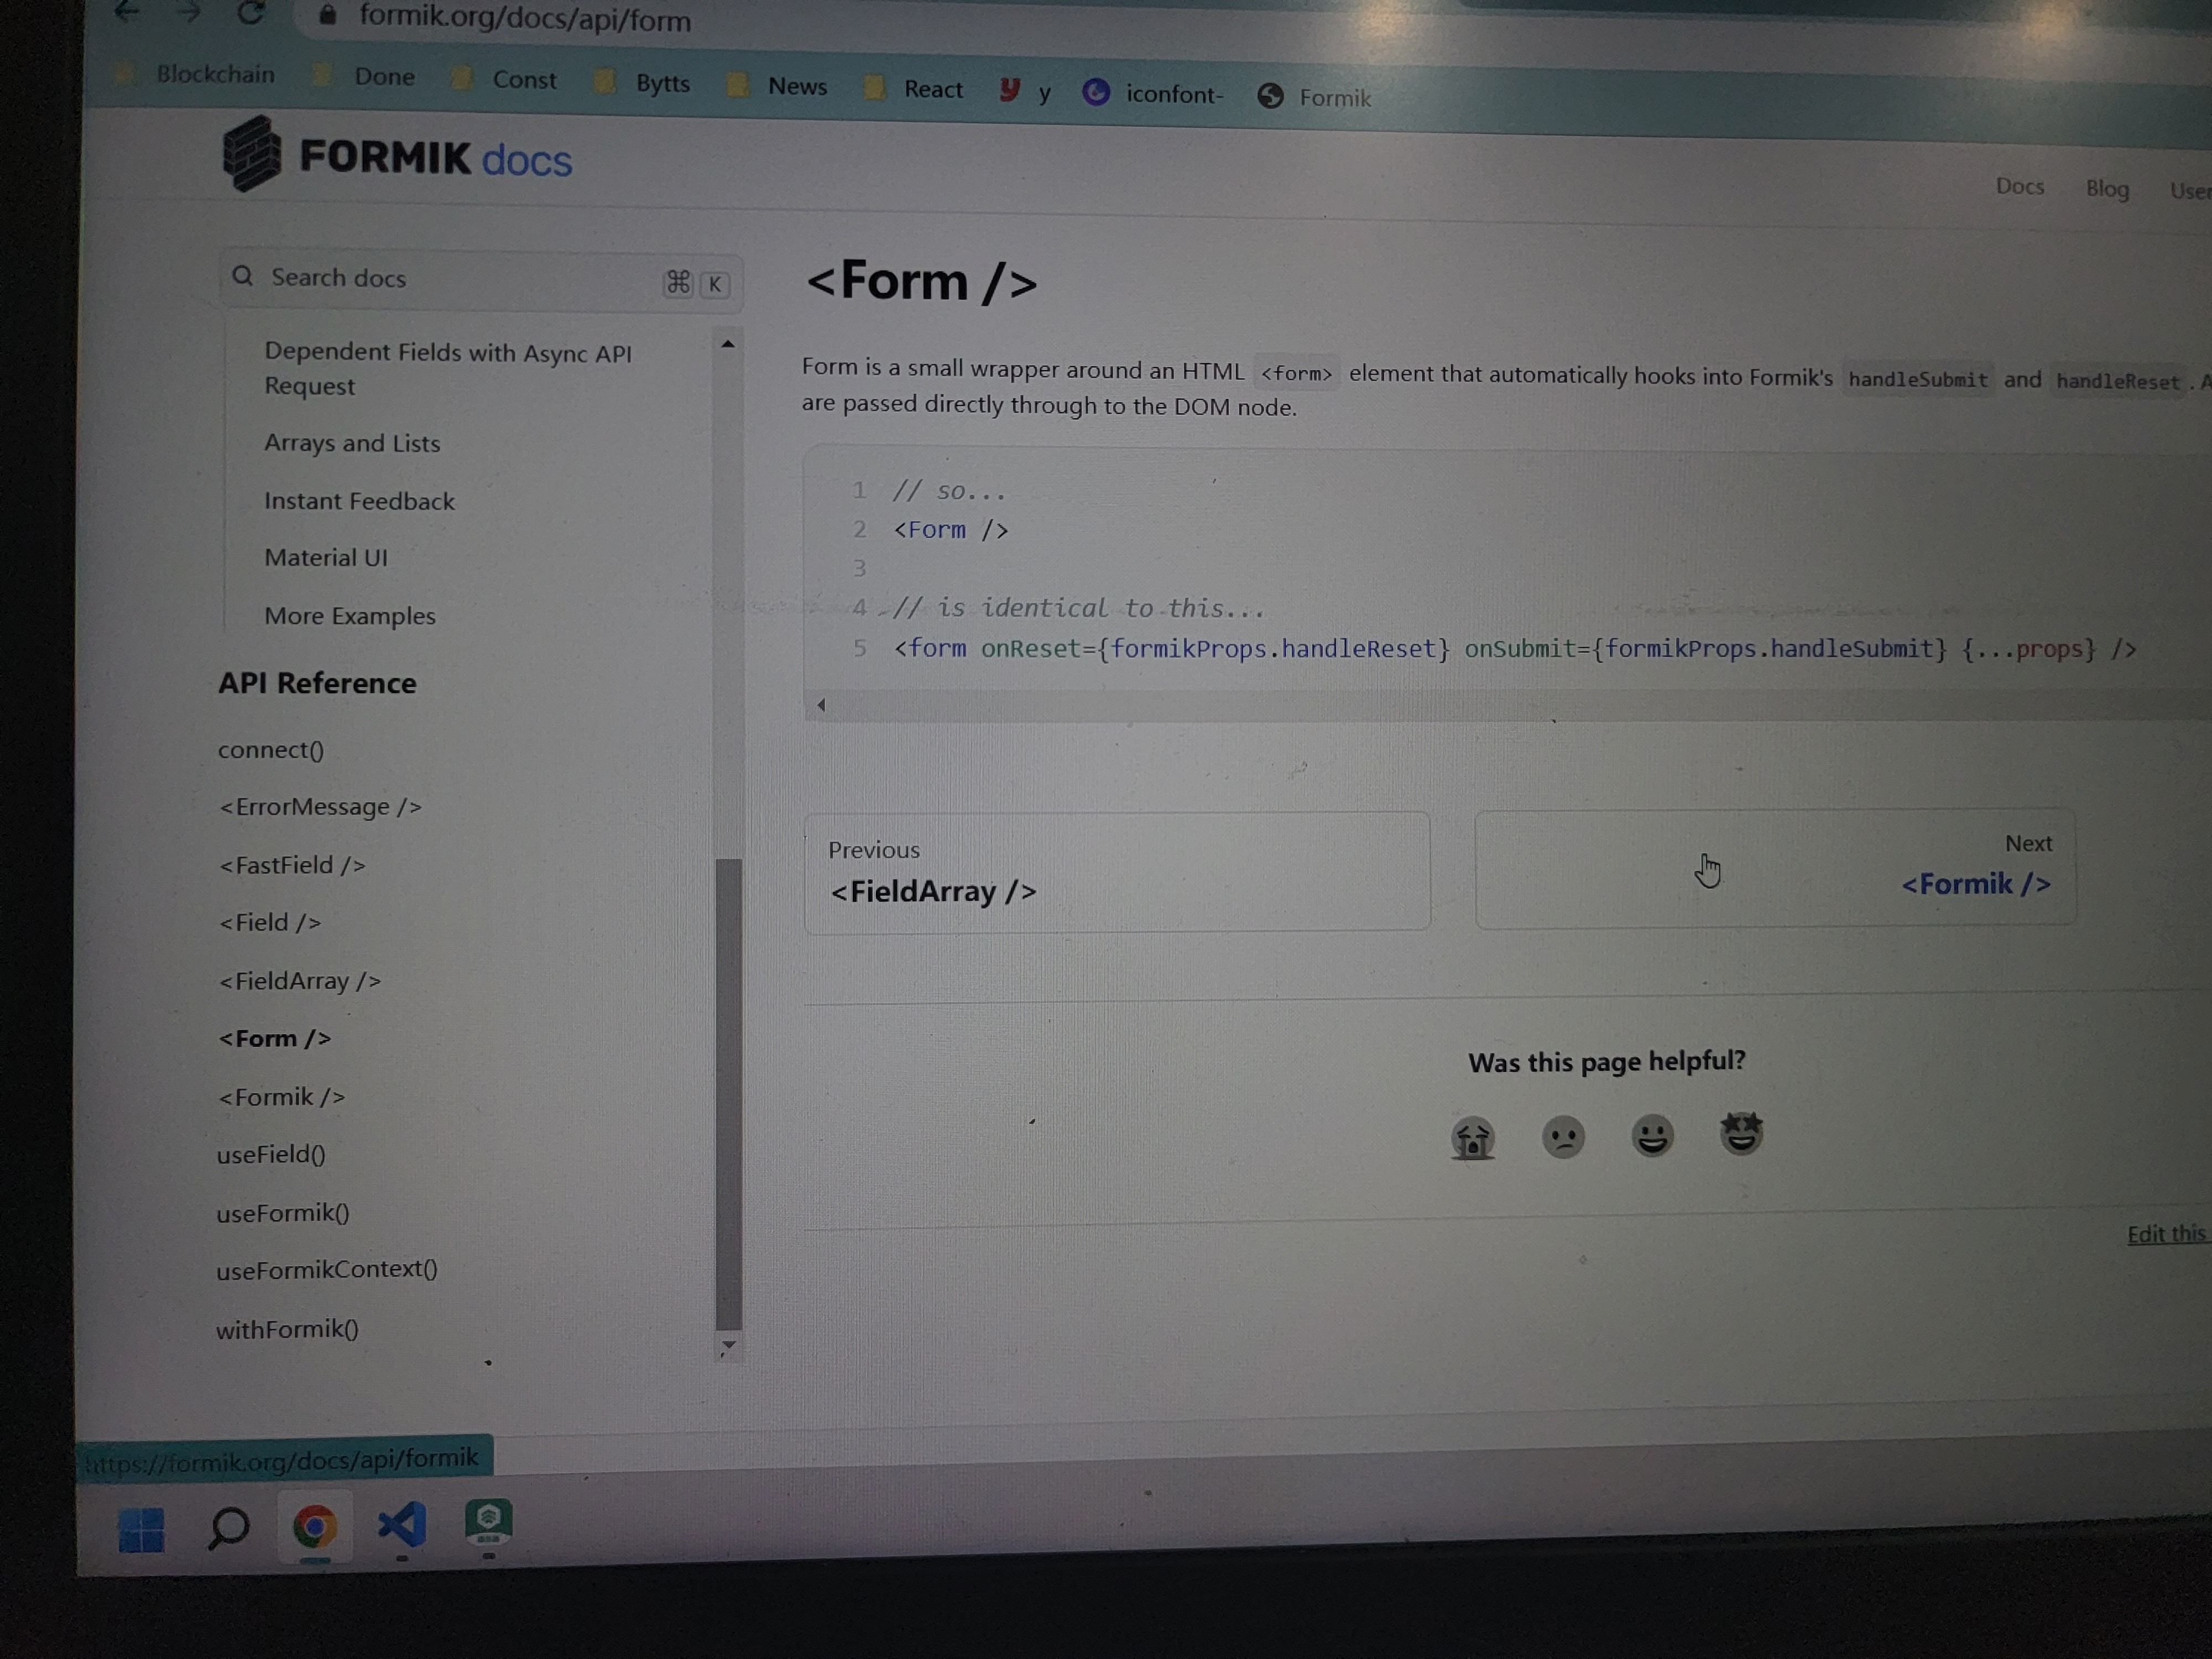 formik.org/docs/api/form
Blockchain Done Const Bytts News React y iconfont- Formik
FORMIK docs
Docs Blog
Search docs ⌘ K
Dependent Fields with Async API
Request
Arrays and Lists
Instant Feedback
Material UI
More Examples
API Reference
connect()
<ErrorMessage />
<FastField />
<Field />
<FieldArray />
<Form />
<Formik />
useField()
useFormik()
useFormikContext()
withFormik()
<Form />
Form is a small wrapper around an HTML <form> element that automatically hooks into Formik's handleSubmit and handleReset.
are passed directly through to the DOM node.
1 // so...
2 <Form />
3
4 // is identical to this...
5 <form onReset={formikProps.handleReset} onSubmit={formikProps.handleSubmit} {...props} />
Previous
<FieldArray />
Next
<Formik />
Was this page helpful?
Edit this
https://formik.org/docs/api/formik